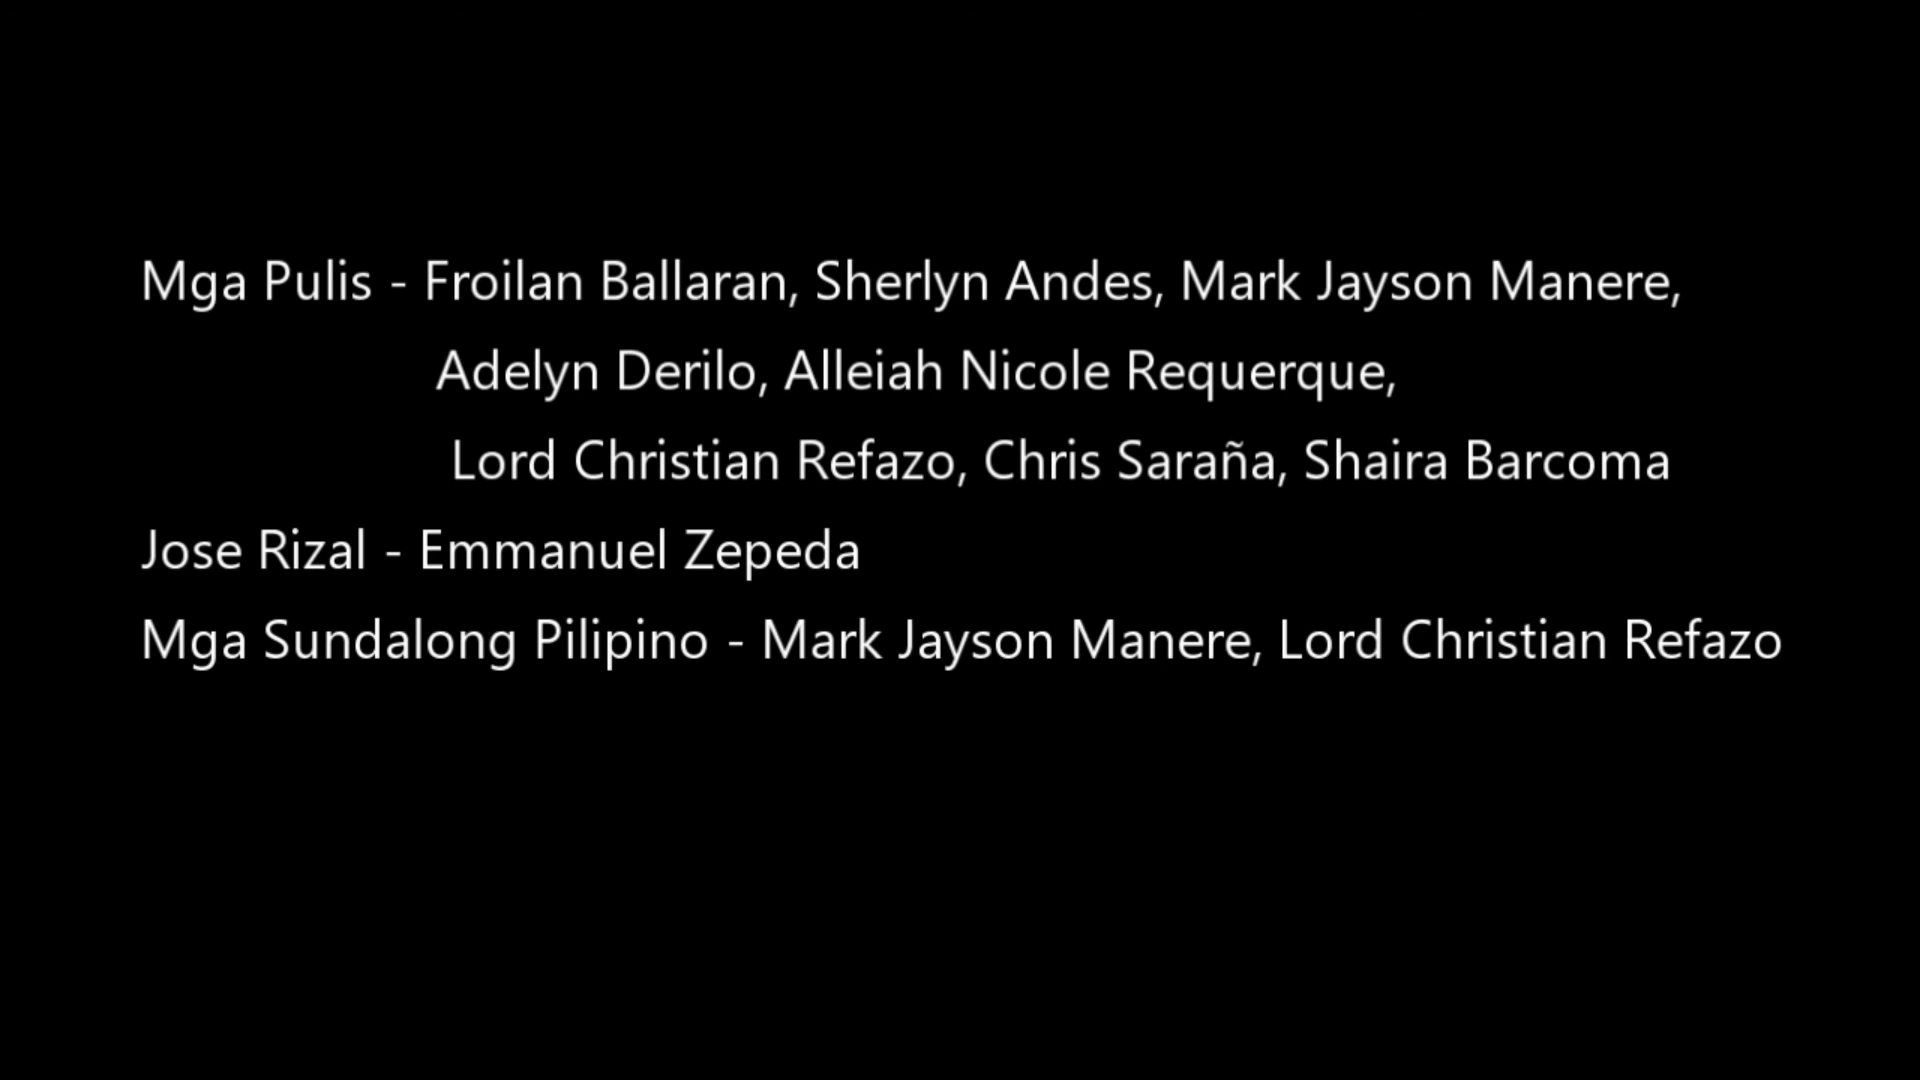 Mga Pulis - Froilan Ballaran, Sherlyn Andes, Mark Jayson Manere,
Adelyn Derilo, Alleiah Nicole Requerque,
Lord Christian Refazo, Chris Saraña, Shaira Barcoma
Jose Rizal - Emmanuel Zepeda
Mga Sundalong Pilipino - Mark Jayson Manere, Lord Christian Refazo